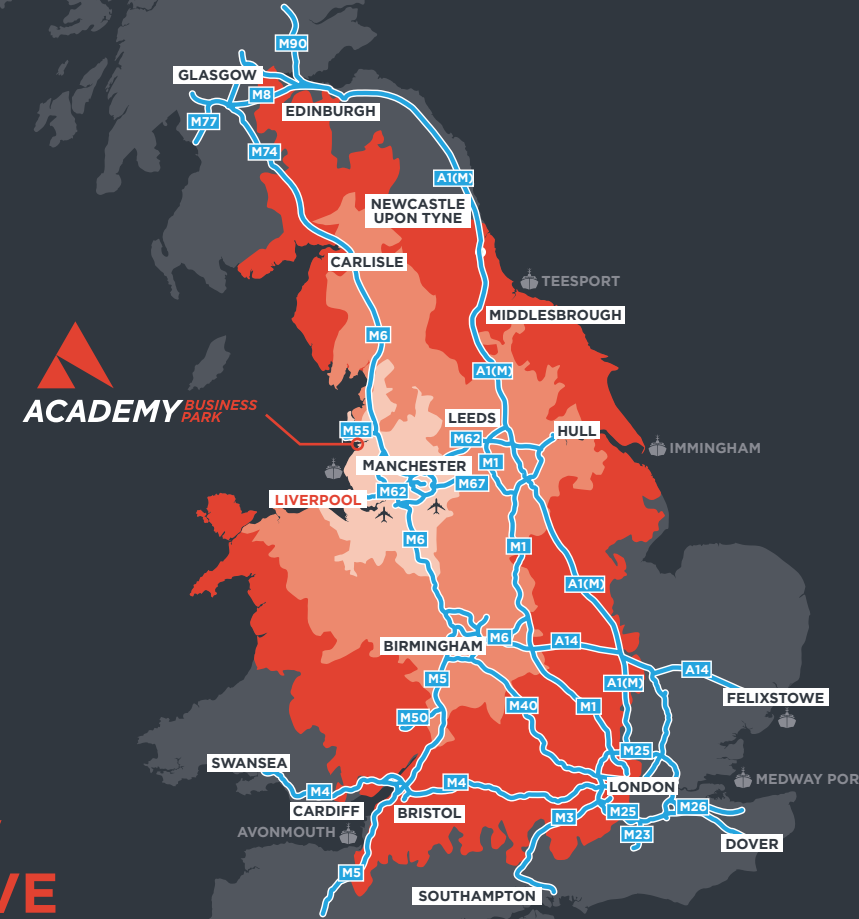 M90
GLASGOW
M8
EDINBURGH
M77
M74
A1(M)
NEWCASTLE
UPON TYNE
CARLISLE
TEESPORT
MIDDLESBROUGH
M6
A1(M)
ACADEMY BUSINESS
PARK
LEEDS
M55
M62
HULL
IMMINGHAM
MANCHESTER
M1
M67
M62
LIVERPOOL
M6
M1
A1(M)
BIRMINGHAM
M6
A14
A14
M5
A1(M)
FELIXSTOWE
M50
M40
M1
SWANSEA
M25
MEDWAY POR
M4
M4
LONDON
CARDIFF
BRISTOL
M3
M25
M26
AVONMOUTH
M23
DOVER
M5
SOUTHAMPTON
VE